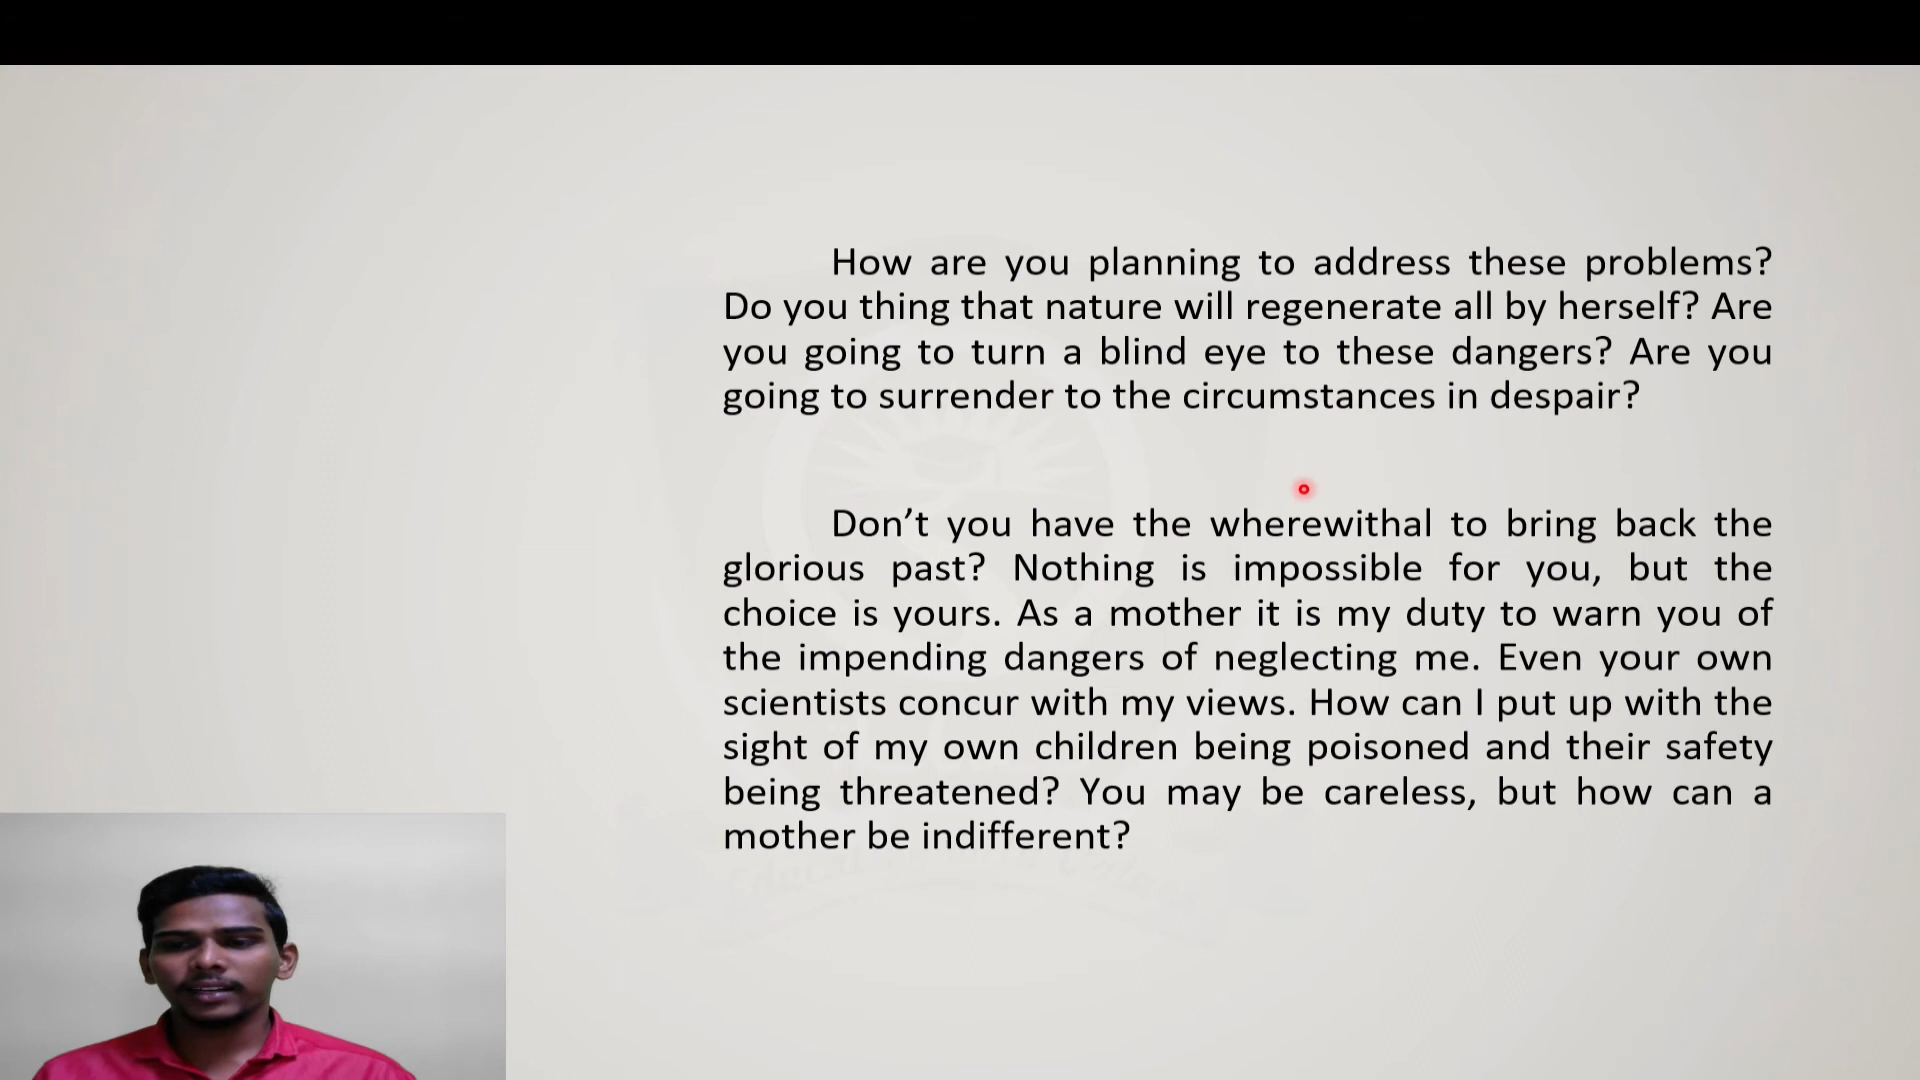 How are you planning to address these problems?
Do you thing that nature will regenerate all by herself? Are
you going to turn a blind eye to these dangers? Are you
going to surrender to the circumstances in despair?
Don’t you have the wherewithal to bring back the
glorious past? Nothing is impossible for you, but the
choice is yours. As a mother it is my duty to warn you of
the impending dangers of neglecting me. Even your own
scientists concur with my views. How can I put up with the
sight of my own children being poisoned and their safety
being threatened? You may be careless, but how can a
mother be indifferent?